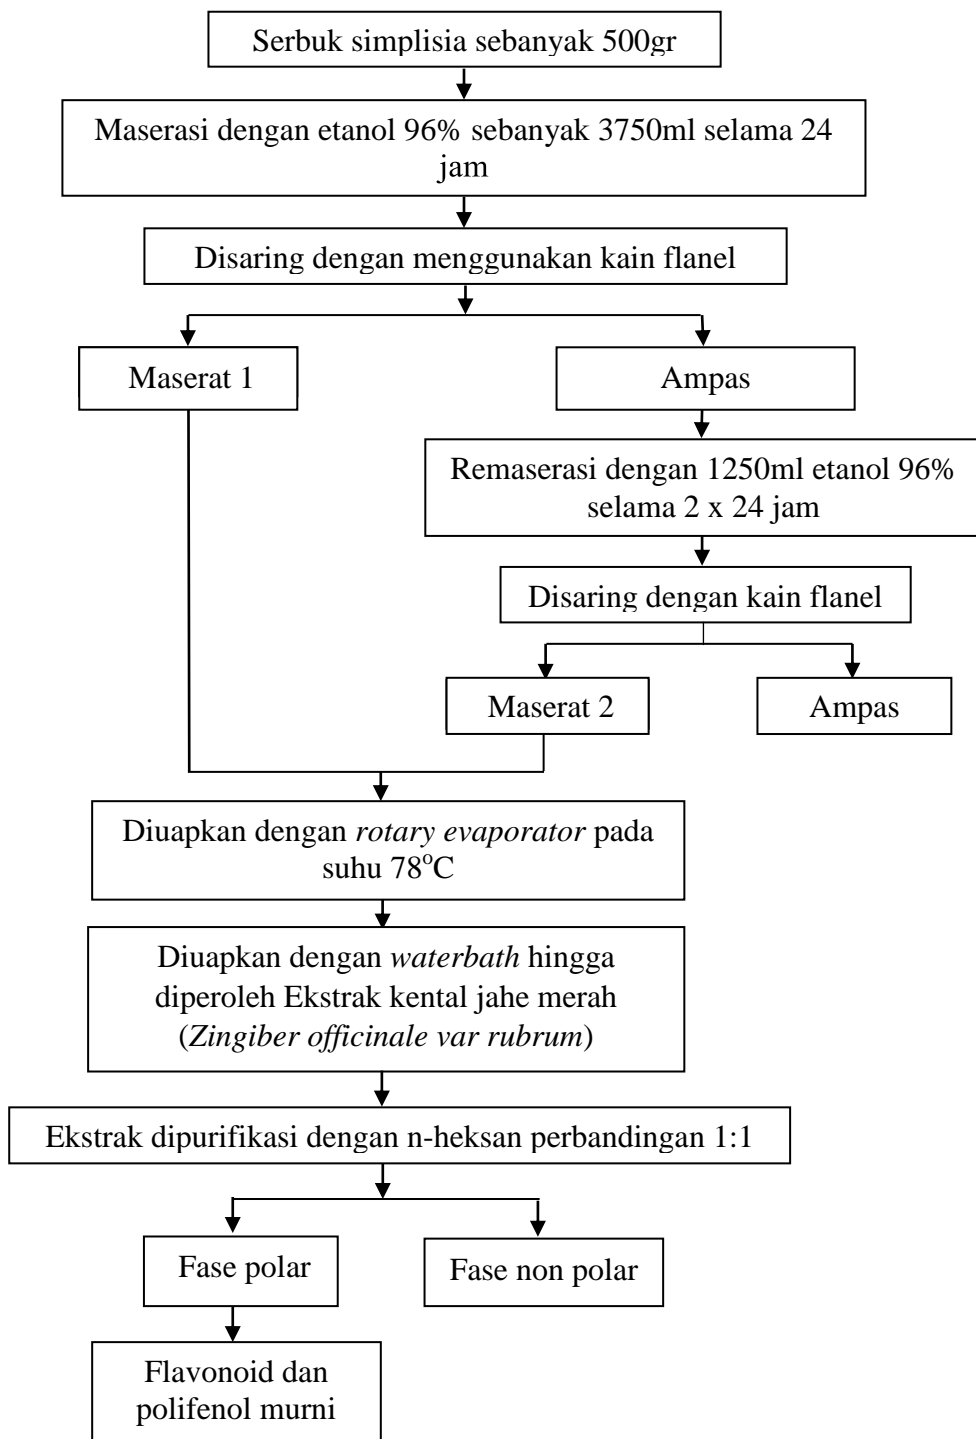 Serbuk simplisia sebanyak 500gr
Maserasi dengan etanol 96% sebanyak 3750ml selama 24
jam
Disaring dengan menggunakan kain flanel
Maserat 1
Ampas
Remaserasi dengan 1250ml etanol 96%
selama 2 x 24 jam
Disaring dengan kain flanel
Maserat 2
Ampas
Diuapkan dengan rotary evaporator pada
suhu 78°C
Diuapkan dengan waterbath hingga
diperoleh Ekstrak kental jahe merah
(Zingiber officinale var rubrum)
Ekstrak dipurifikasi dengan n-heksan perbandingan 1:1
Fase polar
Fase non polar
Flavonoid dan
polifenol murni